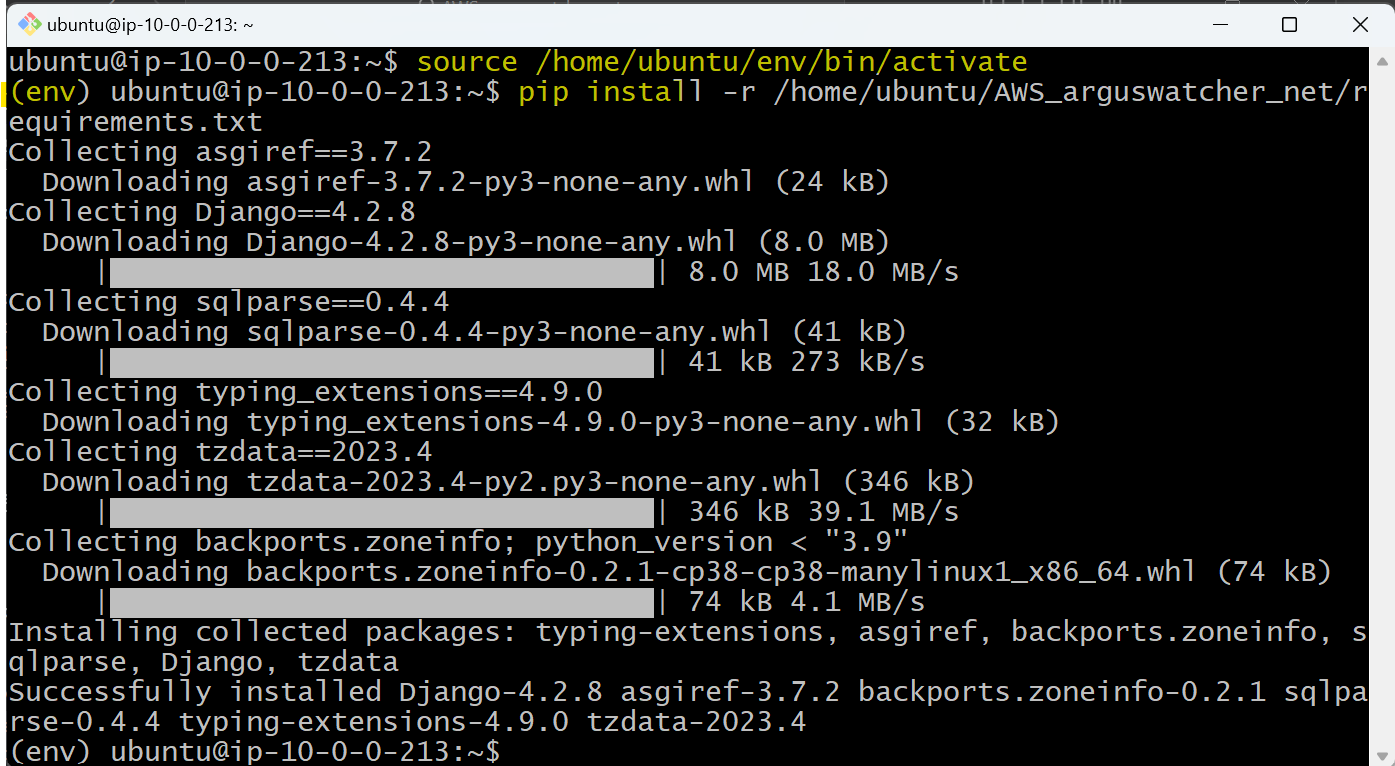 ubuntu@ip-10-0-0-213: ~
ubuntu@ip-10-0-0-213:~$ source /home/ubuntu/env/bin/activate
(env) ubuntu@ip-10-0-0-213:~$ pip install -r /home/ubuntu/AWS_arguswatcher_net/r
equirements.txt
Collecting asgiref==3.7.2
  Downloading asgiref-3.7.2-py3-none-any.whl (24 kB)
Collecting Django==4.2.8
  Downloading Django-4.2.8-py3-none-any.whl (8.0 MB)
     |                                | 8.0 MB 18.0 MB/s
Collecting sqlparse==0.4.4
  Downloading sqlparse-0.4.4-py3-none-any.whl (41 kB)
     |                                | 41 kB 273 kB/s
Collecting typing_extensions==4.9.0
  Downloading typing_extensions-4.9.0-py3-none-any.whl (32 kB)
Collecting tzdata==2023.4
  Downloading tzdata-2023.4-py2.py3-none-any.whl (346 kB)
     |                                | 346 kB 39.1 MB/s
Collecting backports.zoneinfo; python_version < "3.9"
  Downloading backports.zoneinfo-0.2.1-cp38-cp38-manylinux1_x86_64.whl (74 kB)
     |                                | 74 kB 4.1 MB/s
Installing collected packages: typing-extensions, asgiref, backports.zoneinfo, s
qlparse, Django, tzdata
Successfully installed Django-4.2.8 asgiref-3.7.2 backports.zoneinfo-0.2.1 sqlpa
rse-0.4.4 typing-extensions-4.9.0 tzdata-2023.4
(env) ubuntu@ip-10-0-0-213:~$